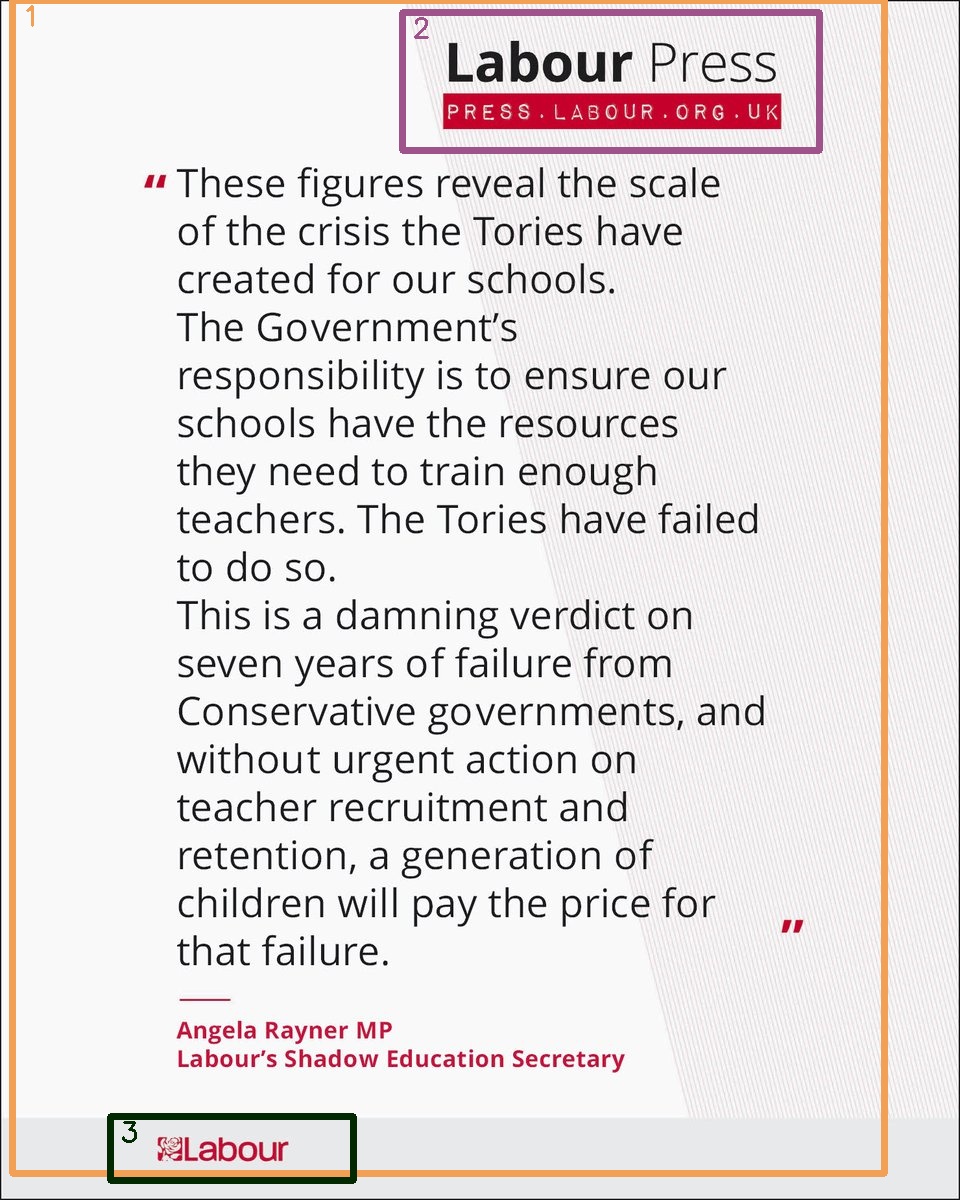 Labour Press
PRESS.LABOUR.ORG.UK
“ These figures reveal the scale
of the crisis the Tories have
created for our schools.
The Government’s
responsibility is to ensure our
schools have the resources
they need to train enough
teachers. The Tories have failed
to do so.
This is a damning verdict on
seven years of failure from
Conservative governments, and
without urgent action on
teacher recruitment and
retention, a generation of
children will pay the price for
that failure. ”
Angela Rayner MP
Labour’s Shadow Education Secretary
Labour
1
2
3